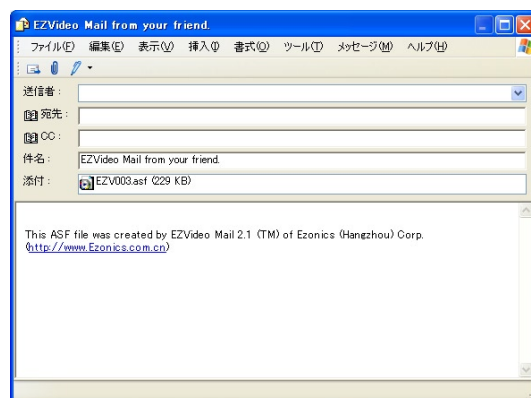 EZVideo Mail from your friend.
ファイル(F) 編集(E) 表示(V) 挿入(I) 書式(O) ツール(T) メッセージ(M) ヘルプ(H)
送信者:
宛先:
CC:
件名: EZVideo Mail from your friend.
添付: EZV003.asf (229 KB)
This ASF file was created by EZVideo Mail 2.1 (TM) of Ezonics (Hangzhou) Corp.
(http://www.Ezonics.com.cn)